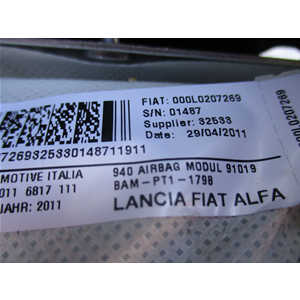 FIAT: 000L0207269
S/N: 01487
Supplier: 32533
Date: 29/04/2011
7269325330148711911
MOTIVE ITALIA
940 AIRBAG MODUL 91019
011 6817 111
BAM-PT1-1798
JAHR: 2011
LANCIA FIAT ALFA
00L0207269